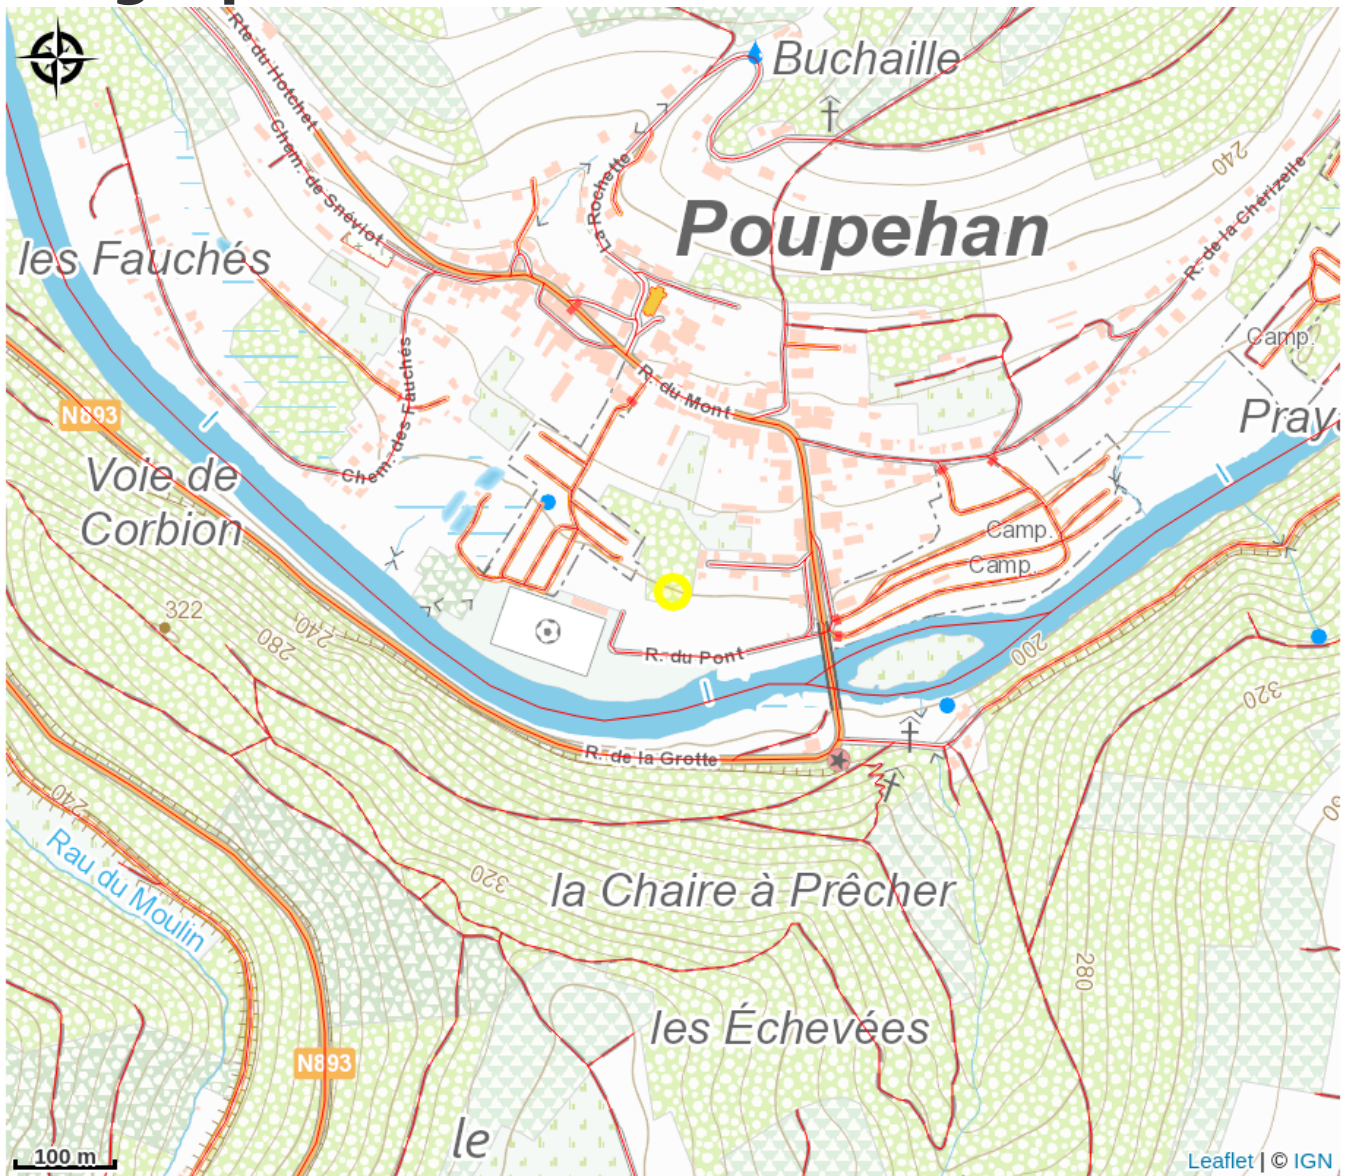 Buchaille
Rte du Hotchet
Chem. de Snéviot
La Rochette
240
R. de la Chérizelle
Poupehan
les Fauchés
Camp.
R. du Mont
Chem. des Fauchés
N893
Pray
Voie de
Corbion
Camp.
Camp.
322
280
240
R. du Pont
200
320
R. de la Grotte
240
Rau du Moulin
320
la Chaire à Prêcher
280
les Échevées
N893
le
100 m
Leaflet | © IGN